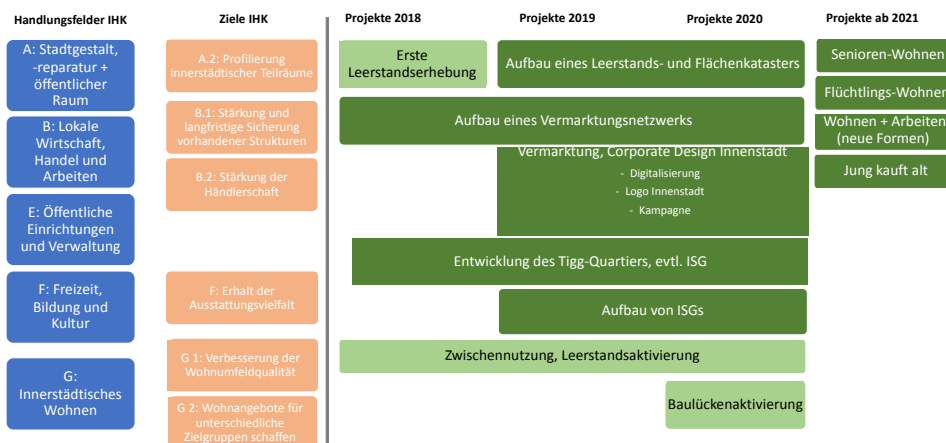 Handlungsfelder IHK
Ziele IHK
Projekte 2018
Projekte 2019
Projekte 2020
Projekte ab 2021
A: Stadtgestalt,
-reparatur +
öffentlicher
Raum
B: Lokale
Wirtschaft,
Handel und
Arbeiten
E: Öffentliche
Einrichtungen
und Verwaltung
F: Freizeit,
Bildung und
Kultur
G:
Innerstädtisches
Wohnen
A.2: Profilierung
innerstädtischer Teilräume
B.1: Stärkung und
langfristige Sicherung
vorhandener Strukturen
B.2: Stärkung der
Händlerschaft
F: Erhalt der
Ausstattungsvielfalt
G 1: Verbesserung der
Wohnumfeldqualität
G 2: Wohnangebote für
unterschiedliche
Zielgruppen schaffen
Erste
Leerstandserhebung
Aufbau eines Leerstands- und Flächenkatasters
Aufbau eines Vermarktungsnetzwerks
Vermarktung, Corporate Design Innenstadt
- Digitalisierung
- Logo Innenstadt
- Kampagne
Entwicklung des Tigg-Quartiers, evtl. ISG
Aufbau von ISGs
Zwischennutzung, Leerstandsaktivierung
Baulückenaktivierung
Senioren-Wohnen
Flüchtlings-Wohnen
Wohnen + Arbeiten
(neue Formen)
Jung kauft alt